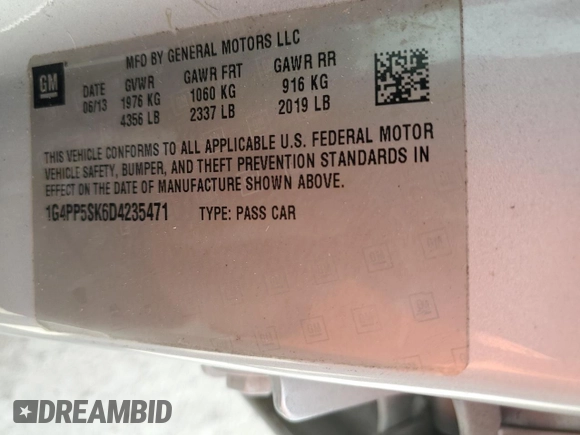 MFD BY GENERAL MOTORS LLC
GM
DATE GVWR GAWR FRT GAWR RR
06/13 1976 KG 1060 KG 916 KG
4356 LB 2337 LB 2019 LB
THIS VEHICLE CONFORMS TO ALL APPLICABLE U.S. FEDERAL MOTOR
VEHICLE SAFETY, BUMPER, AND THEFT PREVENTION STANDARDS IN
EFFECT ON THE DATE OF MANUFACTURE SHOWN ABOVE.
1G4PP5SK6D4235471 TYPE: PASS CAR
DREAMBID